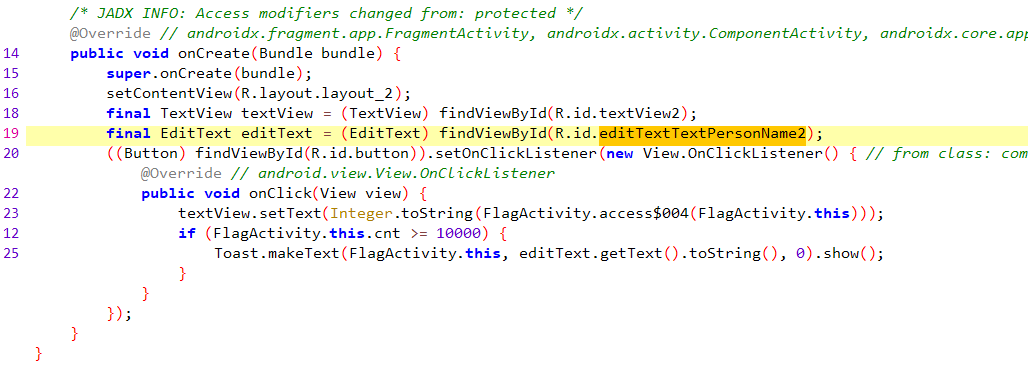 /* JADX INFO: Access modifiers changed from: protected */
@Override // androidx.fragment.app.FragmentActivity, androidx.activity.ComponentActivity, androidx.core.app
14 public void onCreate(Bundle bundle) {
15 super.onCreate(bundle);
16 setContentView(R.layout.layout_2);
18 final TextView textView = (TextView) findViewById(R.id.textView2);
19 final EditText editText = (EditText) findViewById(R.id.editTextTextPersonName2);
20 ((Button) findViewById(R.id.button)).setOnClickListener(new View.OnClickListener() { // from class: com
@Override // android.view.View.OnClickListener
22 public void onClick(View view) {
23 textView.setText(Integer.toString(FlagActivity.access$004(FlagActivity.this)));
12 if (FlagActivity.this.cnt >= 10000) {
25 Toast.makeText(FlagActivity.this, editText.getText().toString(), 0).show();
}
}
});
}
}